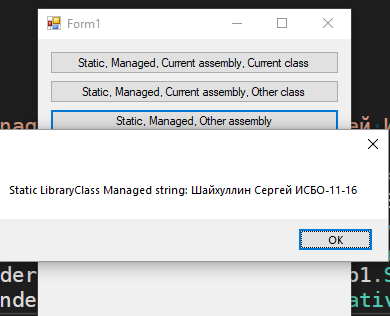 Form1
Static, Managed, Current assembly, Current class
Static, Managed, Current assembly, Other class
Static, Managed, Other assembly
Static LibraryClass Managed string: Шайхуллин Сергей ИСБО-11-16
OK